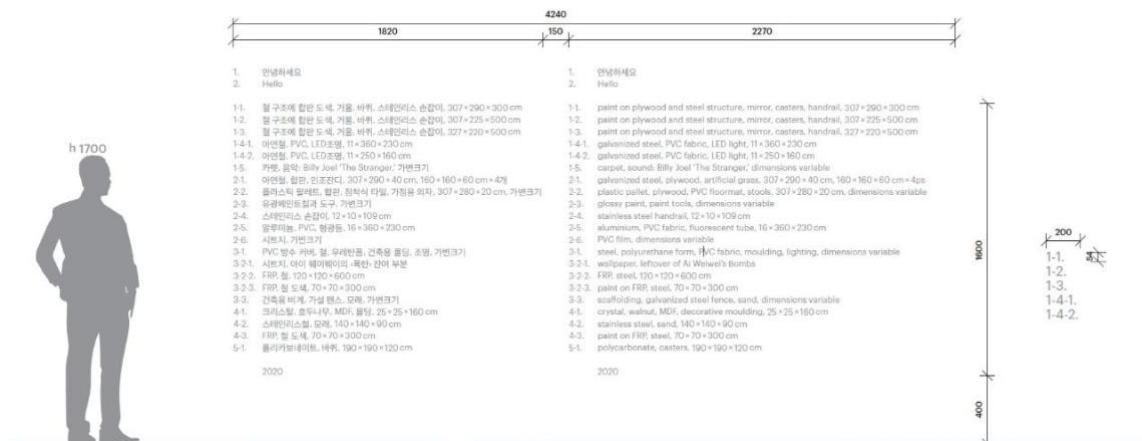 4240
1820 150 2270
1. 안녕하세요
2. Hello
1-1. 철 구조에 합판 도색, 거울, 바퀴, 스테인리스 손잡이, 307×290×300 cm
1-2. 철 구조에 합판 도색, 거울, 바퀴, 스테인리스 손잡이, 307×225×500 cm
1-3. 철 구조에 합판 도색, 거울, 바퀴, 스테인리스 손잡이, 327×220×500 cm
1-4-1. 아연철, PVC, LED조명, 11×360×230 cm
1-4-2. 아연철, PVC, LED조명, 11×250×160 cm
1-5. 카펫, 음악: Billy Joel 'The Stranger,' 가변크기
2-1. 아연철, 합판, 인조잔디, 307×290×40 cm, 160×160×60 cm×4개
2-2. 플라스틱 팔레트, 합판, 접착식 타일, 가정용 의자, 307×280×20 cm, 가변크기
2-3. 유광페인트칠과 도구, 가변크기
2-4. 스테인리스 손잡이, 12×10×109 cm
2-5. 알루미늄, PVC, 형광등, 16×360×230 cm
2-6. 시트지, 가변크기
3-1. PVC 방수 커버, 철, 우레탄폼, 건축용 몰딩, 조명, 가변크기
3-2-1. 시트지, 아이 웨이웨이의 ‹폭탄› 잔여 부분
3-2-2. FRP, 철, 120×120×600 cm
3-2-3. FRP, 철 도색, 70×70×300 cm
3-3. 건축용 비계, 가설 펜스, 모래, 가변크기
4-1. 크리스털, 호두나무, MDF, 몰딩, 25×25×160 cm
4-2. 스테인리스철, 모래, 140×140×90 cm
4-3. FRP, 철 도색, 70×70×300 cm
5-1. 폴리카보네이트, 바퀴, 190×190×120 cm
2020
1. 안녕하세요
2. Hello
1-1. paint on plywood and steel structure, mirror, casters, handrail, 307×290×300 cm
1-2. paint on plywood and steel structure, mirror, casters, handrail, 307×225×500 cm
1-3. paint on plywood and steel structure, mirror, casters, handrail, 327×220×500 cm
1-4-1. galvanized steel, PVC fabric, LED light, 11×360×230 cm
1-4-2. galvanized steel, PVC fabric, LED light, 11×250×160 cm
1-5. carpet, sound: Billy Joel 'The Stranger,' dimensions variable
2-1. galvanized steel, plywood, artificial grass, 307×290×40 cm, 160×160×60 cm×4ps
2-2. plastic pallet, plywood, PVC floormat, stools, 307×280×20 cm, dimensions variable
2-3. glossy paint, paint tools, dimensions variable
2-4. stainless steel handrail, 12×10×109 cm
2-5. aluminium, PVC fabric, fluorescent tube, 16×360×230 cm
2-6. PVC film, dimensions variable
3-1. steel, polyurethane form, PVC fabric, moulding, lighting, dimensions variable
3-2-1. wallpaper, leftover of Ai Weiwei's Bombs
3-2-2. FRP, steel, 120×120×600 cm
3-2-3. paint on FRP, steel, 70×70×300 cm
3-3. scaffolding, galvanized steel fence, sand, dimensions variable
4-1. crystal, walnut, MDF, decorative moulding, 25×25×160 cm
4-2. stainless steel, sand, 140×140×90 cm
4-3. paint on FRP, steel, 70×70×300 cm
5-1. polycarbonate, casters, 190×190×120 cm
2020
h 1700
1600
400
200
54
1-1.
1-2.
1-3.
1-4-1.
1-4-2.